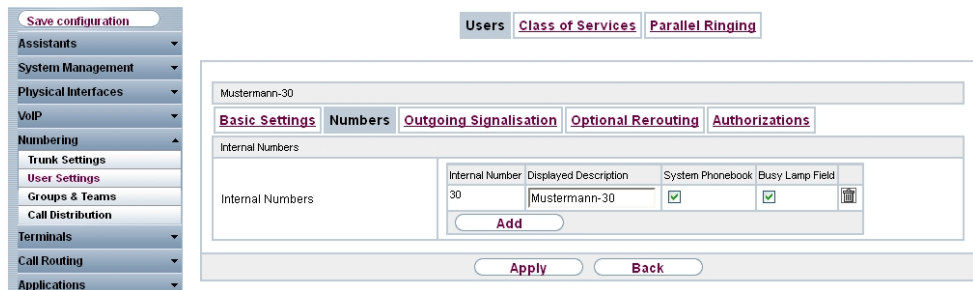 Save configuration
Assistants
System Management
Physical Interfaces
VoIP
Numbering
Trunk Settings
User Settings
Groups & Teams
Call Distribution
Terminals
Call Routing
Applications
Users Class of Services Parallel Ringing
Mustermann-30
Basic Settings Numbers Outgoing Signalisation Optional Rerouting Authorizations
Internal Numbers
Internal Number Displayed Description System Phonebook Busy Lamp Field
Internal Numbers 30 Mustermann-30
Add
Apply Back